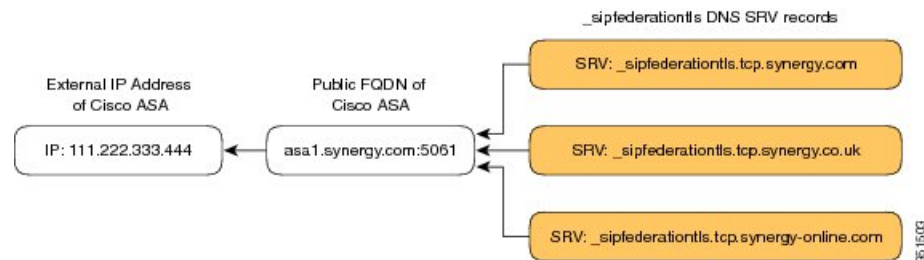 _sipfederationtls DNS SRV records
SRV: _sipfederationtls.tcp.synergy.com
External IP Address
of Cisco ASA
Public FQDN of
Cisco ASA
IP: 111.222.333.444
asa1.synergy.com:5061
SRV: _sipfederationtls.tcp.synergy.co.uk
SRV: _sipfederationtls.tcp.synergy-online.com
351503